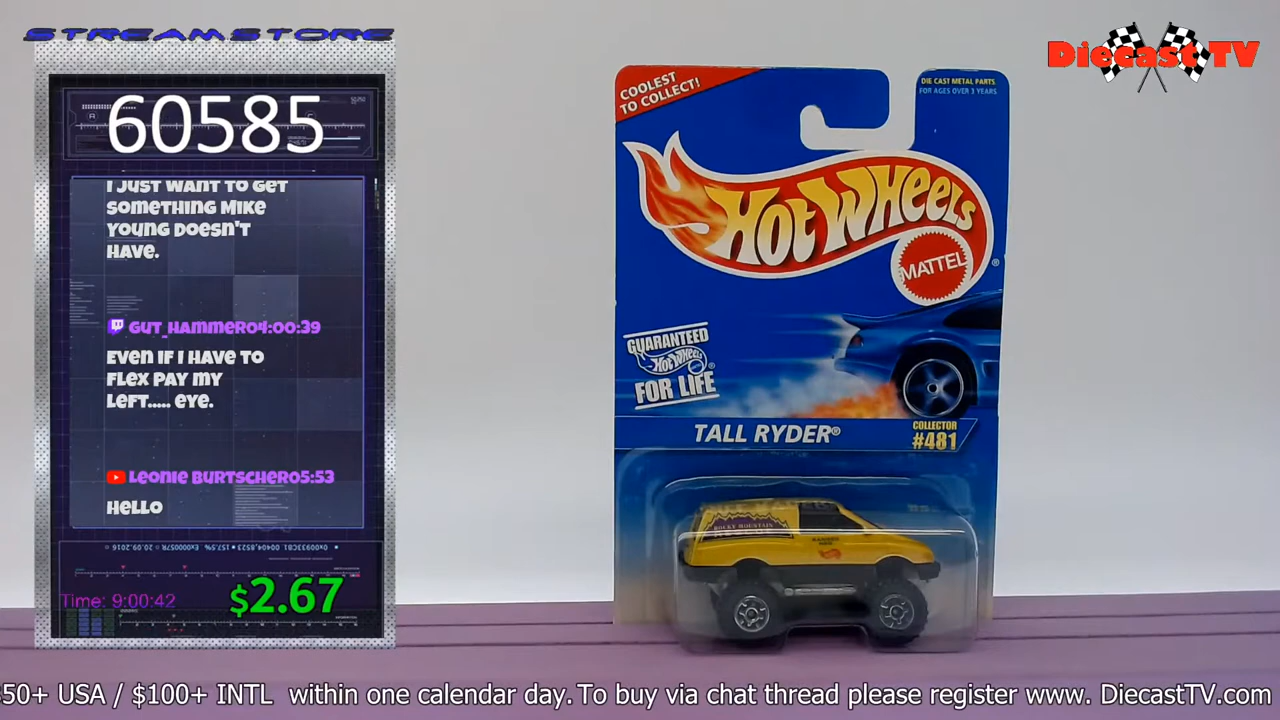 STREAM STORE
60585
I just want to get
something Mike
Young doesn't
have.
Gut_Hammer04:00:39
Even if I have to
flex pay my
left..... eye.
Leonie Burtscher05:53
Hello
Time: 9:00:42
$2.67
Diecast TV
COOLEST
TO COLLECT!
DIE CAST METAL PARTS
FOR AGES OVER 3 YEARS
HOT WHEELS
MATTEL
®
GUARANTEED
HOT WHEELS
FOR LIFE
TALL RYDER®
COLLECTOR
#481
ROCKY MOUNTAIN
50+ USA / $100+ INTL within one calendar day. To buy via chat thread please register www. DiecastTV.com